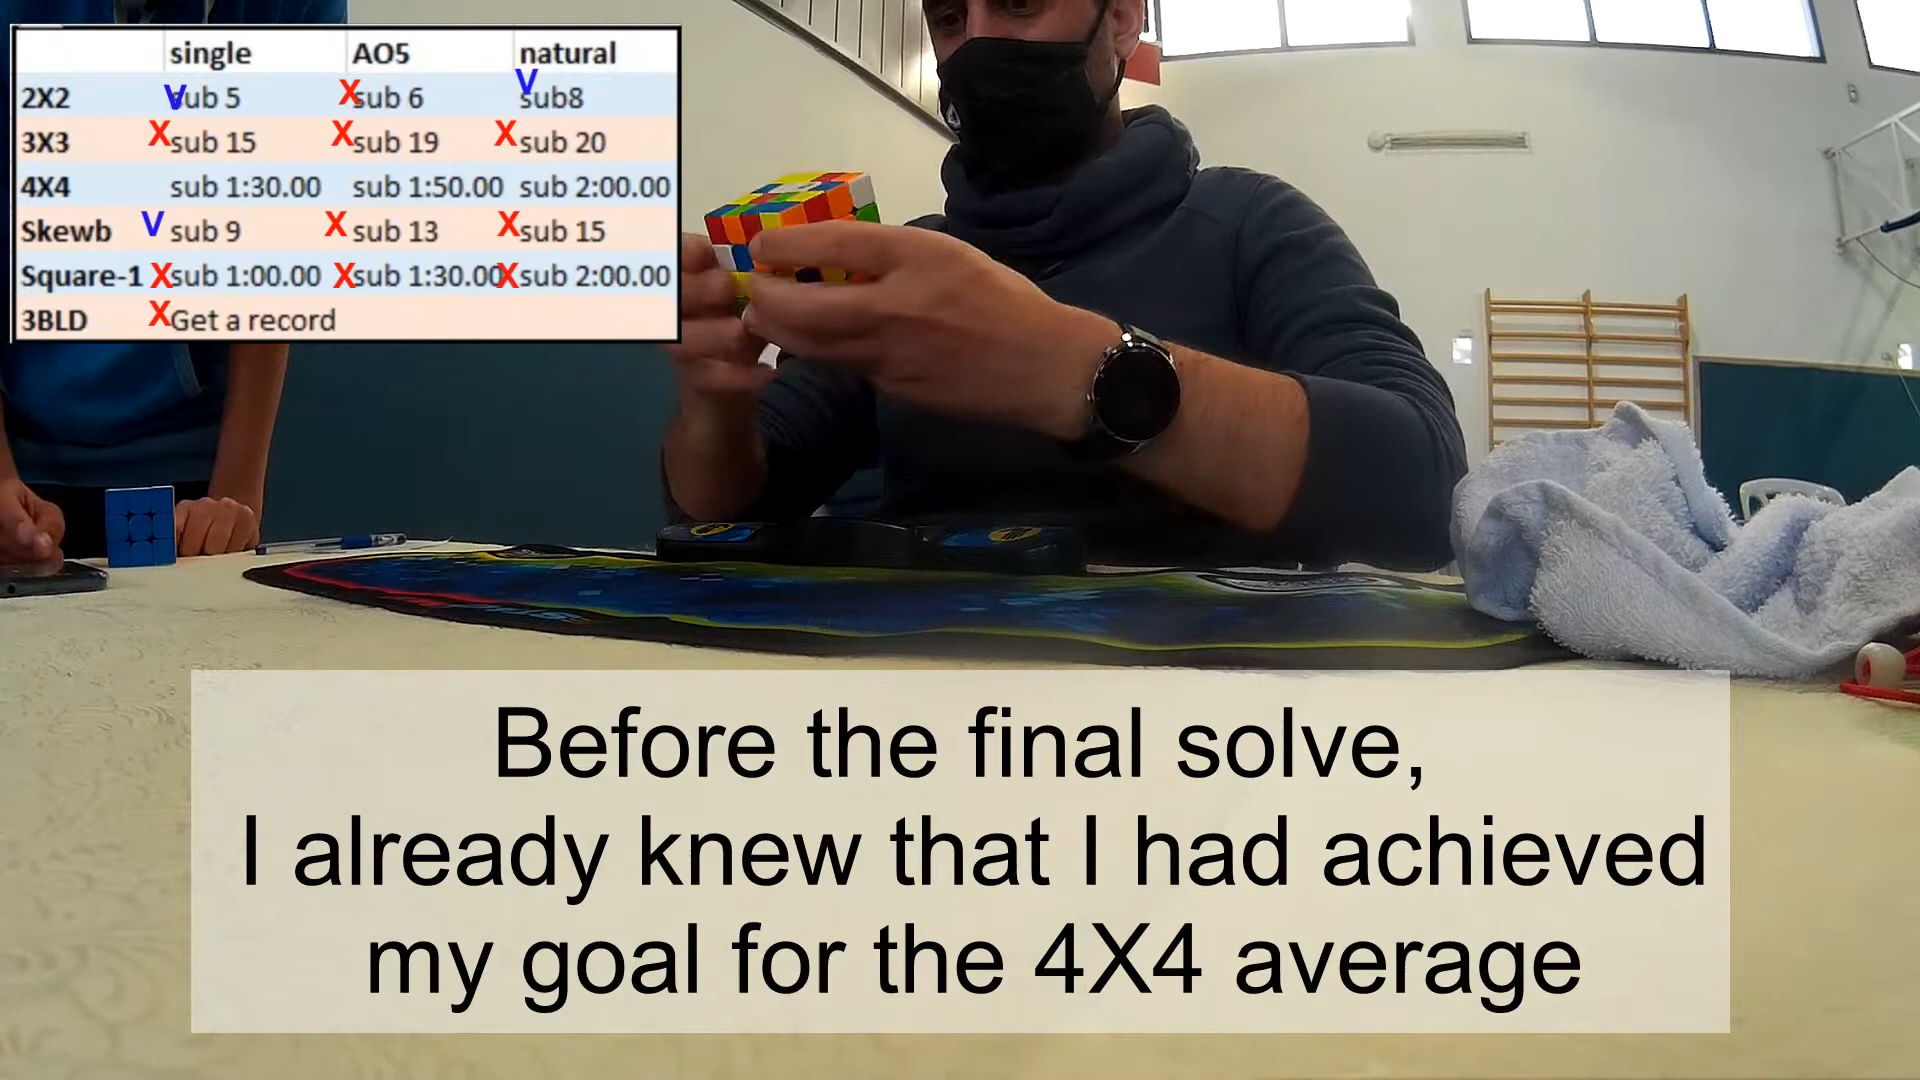 single AO5 natural
2X2 V sub 5 X sub 6 V sub8
3X3 X sub 15 X sub 19 X sub 20
4X4 sub 1:30.00 sub 1:50.00 sub 2:00.00
Skewb V sub 9 X sub 13 X sub 15
Square-1 X sub 1:00.00 X sub 1:30.00 X sub 2:00.00
3BLD X Get a record
Before the final solve,
I already knew that I had achieved
my goal for the 4X4 average